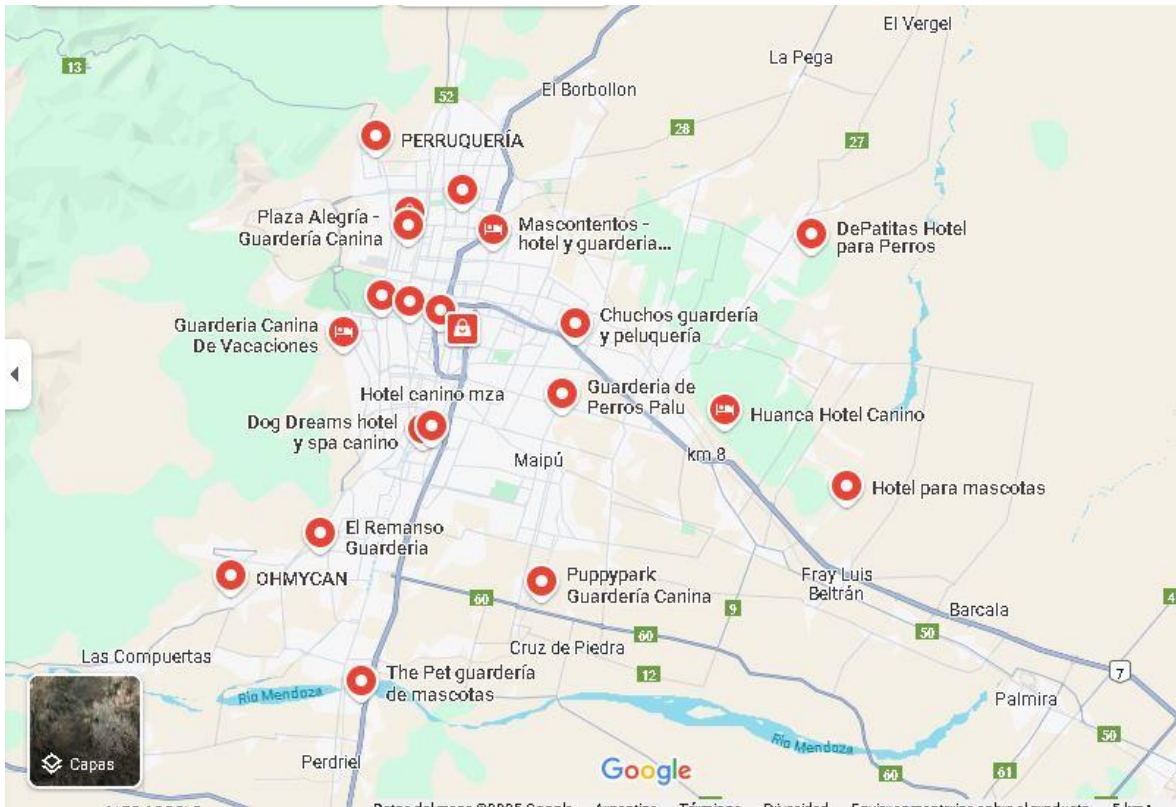 El Vergel
La Pega
13
52
El Borbollon
28
27
PERRUQUERÍA
Plaza Alegría -
Guardería Canina
Mascontentos -
hotel y guarderia...
DePatitas Hotel
para Perros
Guarderia Canina
De Vacaciones
Chuchos guardería
y peluquería
Hotel canino mza
Guarderia de
Perros Palu
Huanca Hotel Canino
Dog Dreams hotel
y spa canino
Maipú
km 8
Hotel para mascotas
El Remanso
Guarderia
OHMYCAN
Puppypark
Guardería Canina
Fray Luis
Beltrán
60
9
Barcala
4
50
60
Cruz de Piedra
Las Compuertas
12
7
The Pet guardería
de mascotas
Río Mendoza
Palmira
50
Río Mendoza
Capas
Perdriel
Google
60
61